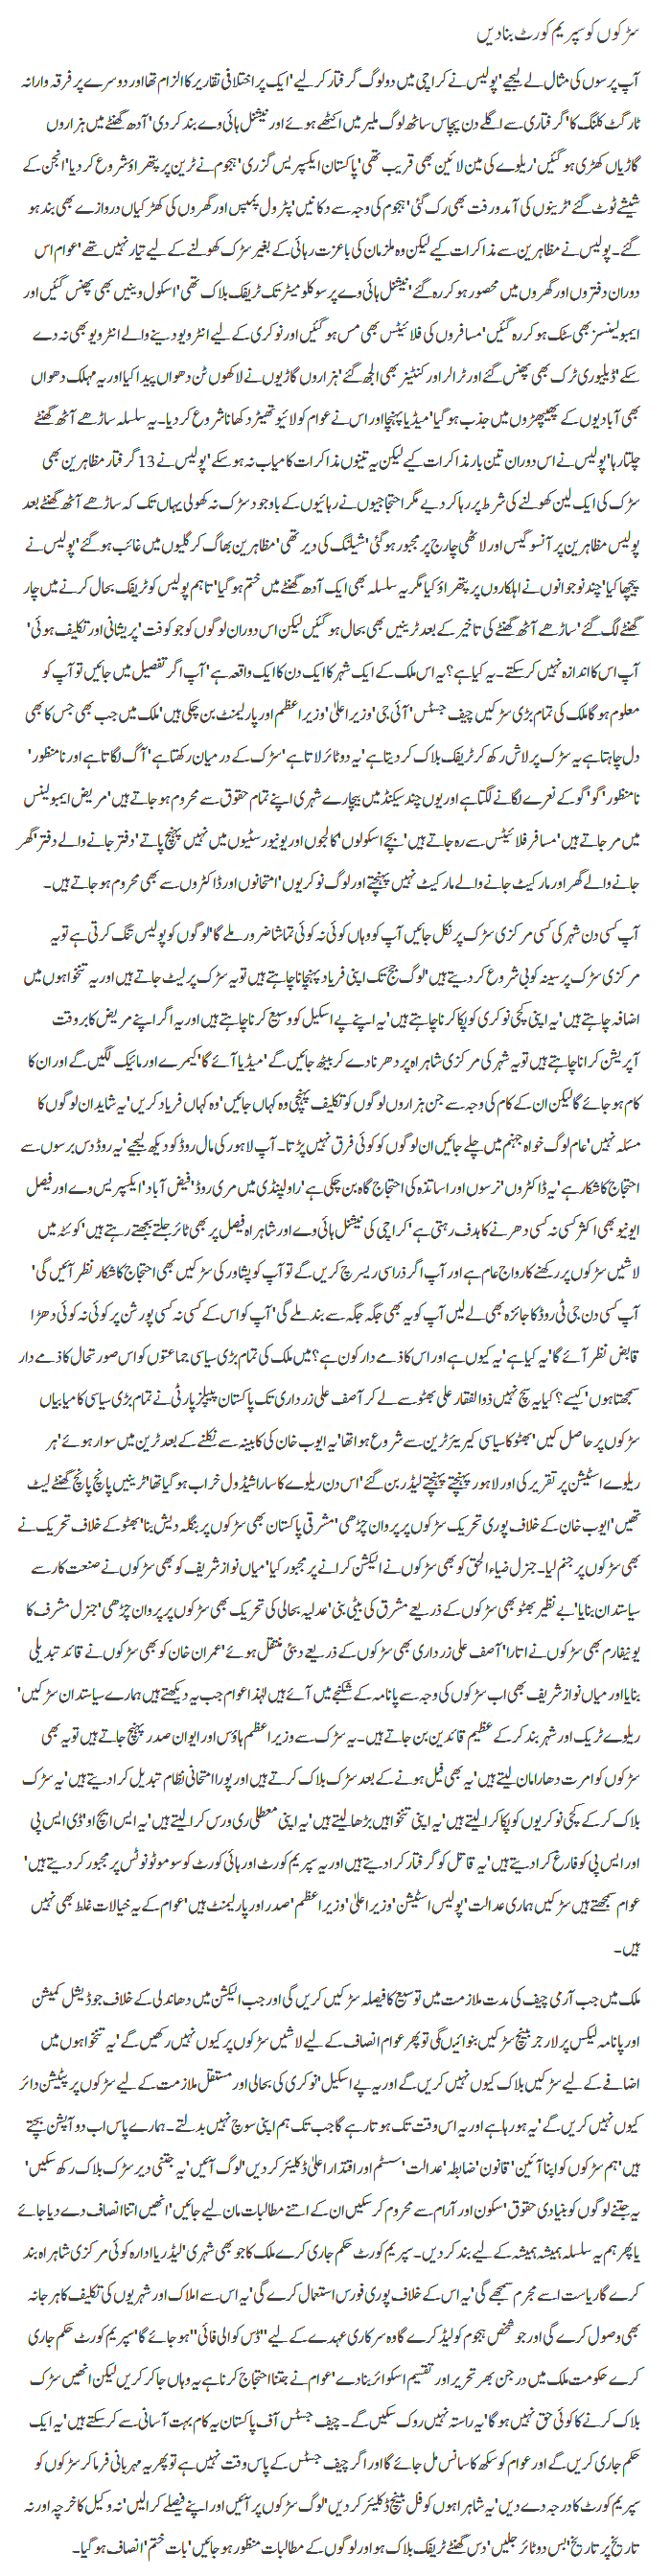 سڑکوں کو سپریم کورٹ بنا دیں
آپ پرسوں کی مثال لے لیجیے' پولیس نے کراچی میں دو لوگ گرفتار کر لیے' ایک پر اختلافی تقاریر کا الزام تھا اور دوسرے پر فرقہ وارانہ
ٹارگٹ کلنگ کا' گرفتاری سے اگلے دن پچاس ساٹھ لوگ ملیر میں اکٹھے ہوئے اور نیشنل ہائی وے بند کر دی' آدھ گھنٹے میں ہزاروں
گاڑیاں کھڑی ہو گئیں' ریلوے کی مین لائین بھی قریب تھی' پاکستان ایکسپریس گزری' ہجوم نے ٹرین پر پتھراؤ شروع کر دیا' انجن کے
شیشے ٹوٹ گئے' ٹرینوں کی آمدورفت بھی رک گئی' ہجوم کی وجہ سے دکانیں' پٹرول پمپس اور گھروں کی کھڑکیاں دروازے بھی بند ہو
گئے۔ پولیس نے مظاہرین سے مذاکرات کیے لیکن وہ ملزمان کی باعزت رہائی کے بغیر سڑک کھولنے کے لیے تیار نہیں تھے' عوام اس
دوران دفتروں اور گھروں میں محصور ہو کر رہ گئے' نیشنل ہائی وے پر سو کلو میٹر تک ٹریفک بلاک تھی' اسکول وینیں بھی پھنس گئیں اور
ایمبولینسز بھی سٹک ہو کر رہ گئیں' مسافروں کی فلائیٹس بھی مس ہو گئیں اور نوکری کے لیے انٹرویو دینے والے انٹرویو بھی نہ دے
سکے' ڈیلیوری ٹرک بھی پھنس گئے اور ٹرالر اور کنٹینر بھی الجھ گئے' ہزاروں گاڑیوں نے لاکھوں ٹن دھواں پیدا کیا اور یہ مہلک دھواں
بھی آبادیوں کے پھیپھڑوں میں جذب ہو گیا' میڈیا پہنچا اور اس نے عوام کو لائیو تھیٹر دکھانا شروع کر دیا۔ یہ سلسلہ ساڑھے آٹھ گھنٹے
چلتا رہا' پولیس نے اس دوران تین بار مذاکرات کیے لیکن یہ تینوں مذاکرات کامیاب نہ ہو سکے' پولیس نے 13 گرفتار مظاہرین بھی
سڑک کی ایک لین کھولنے کی شرط پر رہا کر دیے مگر احتجاجیوں نے رہائیوں کے باوجود سڑک نہ کھولی یہاں تک کہ ساڑھے آٹھ گھنٹے بعد
پولیس مظاہرین پر آنسو گیس اور لاٹھی چارج پر مجبور ہو گئی' شیلنگ کی دیر تھی' مظاہرین بھاگ کر گلیوں میں غائب ہو گئے' پولیس نے
پیچھا کیا' چند نوجوانوں نے اہلکاروں پر پتھراؤ کیا مگر یہ سلسلہ بھی ایک آدھ گھنٹے میں ختم ہو گیا' تاہم پولیس کو ٹریفک بحال کرنے میں چار
گھنٹے لگ گئے' ساڑھے آٹھ گھنٹے کی تاخیر کے بعد ٹرینیں بھی بحال ہو گئیں لیکن اس دوران لوگوں کو جو کوفت' پریشانی اور تکلیف ہوئی'
آپ اس کا اندازہ نہیں کر سکتے۔ یہ کیا ہے؟ یہ اس ملک کے ایک شہر کا ایک دن کا ایک واقعہ ہے' آپ اگر تفصیل میں جائیں تو آپ کو
معلوم ہو گا ملک کی تمام بڑی سڑکیں چیف جسٹس' آئی جی' وزیراعلیٰ' وزیراعظم اور پارلیمنٹ بن چکی ہیں' ملک میں جب بھی جس کا بھی
دل چاہتا ہے یہ سڑک پر لاش رکھ کر ٹریفک بلاک کر دیتا ہے' یہ دو ٹائر لاتا ہے' سڑک کے درمیان رکھتا ہے' آگ لگاتا ہے اور نامنظور'
نامنظور' گو' گو کے نعرے لگانے لگتا ہے اور یوں چند سیکنڈ میں بیچارے شہری اپنے تمام حقوق سے محروم ہو جاتے ہیں' مریض ایمبولینس
میں مر جاتے ہیں' مسافر فلائیٹس سے رہ جاتے ہیں' بچے اسکولوں' کالجوں اور یونیورسٹیوں میں نہیں پہنچ پاتے' دفتر جانے والے دفتر گھر
جانے والے گھر اور مارکیٹ جانے والے مارکیٹ نہیں پہنچتے اور لوگ نوکریوں' امتحانوں اور ڈاکٹروں سے بھی محروم ہو جاتے ہیں۔
آپ کسی دن شہر کی کسی مرکزی سڑک پر نکل جائیں آپ کو وہاں کوئی نہ کوئی تماشا ضرور ملے گا' لوگوں کو پولیس تنگ کرتی ہے تو یہ
مرکزی سڑک پر سینہ کوبی شروع کر دیتے ہیں' لوگ جج تک اپنی فریاد پہنچانا چاہتے ہیں تو یہ سڑک پر لیٹ جاتے ہیں اور یہ تنخواہوں میں
اضافہ چاہتے ہیں' یہ اپنی کچی نوکری کو پکا کرنا چاہتے ہیں' یہ اپنے پے اسکیل کو وسیع کرنا چاہتے ہیں اور یہ اگر اپنے مریض کا بروقت
آپریشن کرانا چاہتے ہیں تو یہ شہر کی مرکزی شاہراہ پر دھرنا دے کر بیٹھ جائیں گے' میڈیا آئے گا' کیمرے اور مائیک لگیں گے اور ان کا
کام ہو جائے گا لیکن ان کے کام کی وجہ سے جن ہزاروں لوگوں کو تکلیف پہنچی وہ کہاں جائیں' وہ کہاں فریاد کریں' یہ شاید ان لوگوں کا
مسئلہ نہیں' عام لوگ خواہ جہنم میں چلے جائیں ان لوگوں کو کوئی فرق نہیں پڑتا۔ آپ لاہور کی مال روڈ کو دیکھ لیجیے' یہ روڈ دس برسوں سے
احتجاج کا شکار ہے' یہ ڈاکٹروں' نرسوں اور اساتذہ کی احتجاج گاہ بن چکی ہے' راولپنڈی میں مری روڈ' فیض آباد' ایکسپریس وے اور فیصل
ایونیو بھی اکثر کسی نہ کسی دھرنے کا ہدف رہتی ہے' کراچی کی نیشنل ہائی وے اور شاہراہ فیصل پر بھی ٹائر جلتے بجھتے رہتے ہیں' کوئٹہ میں
لاشیں سڑکوں پر رکھنے کا رواج عام ہے اور آپ اگر ذرا سی ریسرچ کریں گے تو آپ کو پشاور کی سڑکیں بھی احتجاج کا شکار نظر آئیں گی'
آپ کسی دن جی ٹی روڈ کا جائزہ بھی لے لیں آپ کو یہ بھی جگہ جگہ سے بند ملے گی' آپ کو اس کے کسی نہ کسی پورشن پر کوئی نہ کوئی دھڑا
قابض نظر آئے گا' یہ کیا ہے' یہ کیوں ہے اور اس کا ذمے دار کون ہے؟ میں ملک کی تمام بڑی سیاسی جماعتوں کو اس صورتحال کا ذمے دار
سمجھتا ہوں' کیسے؟ کیا یہ سچ نہیں ذوالفقار علی بھٹو سے لے کر آصف علی زرداری تک پاکستان پیپلز پارٹی نے تمام بڑی سیاسی کامیابیاں
سڑکوں پر حاصل کیں' بھٹو کا سیاسی کیریئر ٹرین سے شروع ہوا تھا' یہ ایوب خان کی کابینہ سے نکلنے کے بعد ٹرین میں سوار ہوئے' ہر
ریلوے اسٹیشن پر تقریر کی اور لاہور پہنچتے پہنچتے لیڈر بن گئے' اس دن ریلوے کا سارا شیڈول خراب ہو گیا تھا' ٹرینیں پانچ پانچ گھنٹے لیٹ
تھیں' ایوب خان کے خلاف پوری تحریک سڑکوں پر پروان چڑھی' مشرقی پاکستان بھی سڑکوں پر بنگلہ دیش بنا' بھٹو کے خلاف تحریک نے
بھی سڑکوں پر جنم لیا۔ جنرل ضیاء الحق کو بھی سڑکوں نے الیکشن کرانے پر مجبور کیا' میاں نواز شریف کو بھی سڑکوں نے صنعت کار سے
سیاستدان بنایا' بے نظیر بھٹو بھی سڑکوں کے ذریعے مشرق کی بیٹی بنی' عدلیہ بحالی کی تحریک بھی سڑکوں پر پروان چڑھی' جنرل مشرف کا
یونیفارم بھی سڑکوں نے اتارا' آصف علی زرداری بھی سڑکوں کے ذریعے دبئی منتقل ہوئے' عمران خان کو بھی سڑکوں نے قائد تبدیلی
بنایا اور میاں نواز شریف بھی اب سڑکوں کی وجہ سے پانامہ کے شکنجے میں آئے ہیں لہٰذا عوام جب یہ دیکھتے ہیں ہمارے سیاستدان سڑکیں'
ریلوے ٹریک اور شہر بند کر کے عظیم قائدین بن جاتے ہیں۔ یہ سڑک سے وزیراعظم ہاؤس اور ایوان صدر پہنچ جاتے ہیں تو یہ بھی
سڑکوں کو امرت دھارا مان لیتے ہیں' یہ بھی فیل ہونے کے بعد سڑک بلاک کرتے ہیں اور پورا امتحانی نظام تبدیل کرا دیتے ہیں' یہ سڑک
بلاک کر کے کچی نوکریوں کو پکا کرا لیتے ہیں' یہ اپنی تنخواہیں بڑھا لیتے ہیں' یہ اپنی معطلی ری ورس کرا لیتے ہیں' یہ ایس ایچ او' ڈی ایس پی
اور ایس پی کو فارغ کرا دیتے ہیں' یہ قاتل کو گرفتار کرا دیتے ہیں اور یہ سپریم کورٹ اور ہائی کورٹ کو سوموٹو نوٹس پر مجبور کر دیتے ہیں'
عوام سمجھتے ہیں سڑکیں ہماری عدالت' پولیس اسٹیشن' وزیراعلیٰ' وزیراعظم' صدر اور پارلیمنٹ ہیں' عوام کے یہ خیالات غلط بھی نہیں
ہیں۔
ملک میں جب آرمی چیف کی مدت ملازمت میں توسیع کا فیصلہ سڑکیں کریں گی اور جب الیکشن میں دھاندلی کے خلاف جوڈیشل کمیشن
اور پانامہ لیکس پر لارجر بینچ سڑکیں بنوائیں گی تو پھر عوام انصاف کے لیے لاشیں سڑکوں پر کیوں نہیں رکھیں گے' یہ تنخواہوں میں
اضافے کے لیے سڑکیں بلاک کیوں نہیں کریں گے اور یہ پے اسکیل' نوکری کی بحالی اور مستقل ملازمت کے لیے سڑکوں پر پٹیشن دائر
کیوں نہیں کریں گے' یہ ہو رہا ہے اور یہ اس وقت تک ہوتا رہے گا جب تک ہم اپنی سوچ نہیں بدلتے۔ ہمارے پاس اب دو آپشن بچتے
ہیں' ہم سڑکوں کو اپنا آئین' قانون' ضابطہ' عدالت' سسٹم اور اقتدار اعلیٰ ڈکلیئر کر دیں' لوگ آئیں' یہ جتنی دیر سڑک بلاک رکھ سکیں'
یہ جتنے لوگوں کو بنیادی حقوق' سکون اور آرام سے محروم کر سکیں ان کے اتنے مطالبات مان لیے جائیں' انھیں اتنا انصاف دے دیا جائے
یا پھر ہم یہ سلسلہ ہمیشہ ہمیشہ کے لیے بند کر دیں۔ سپریم کورٹ حکم جاری کرے ملک کا جو بھی شہری' لیڈر یا ادارہ کوئی مرکزی شاہراہ بند
کرے گا ریاست اسے مجرم سمجھے گی' یہ اس کے خلاف پوری فورس استعمال کرے گی' یہ اس سے املاک اور شہریوں کی تکلیف کا ہرجانہ
بھی وصول کرے گی اور جو شخص ہجوم کو لیڈ کرے گا وہ سرکاری عہدے کے لیے ''ڈس کوالی فائی'' ہو جائے گا' سپریم کورٹ حکم جاری
کرے حکومت ملک میں درجن بھر تحریر اور تقسیم اسکوائر بنا دے' عوام نے جتنا احتجاج کرنا ہے یہ وہاں جا کر کریں لیکن انھیں سڑک
بلاک کرنے کا کوئی حق نہیں ہو گا' یہ راستہ نہیں روک سکیں گے۔ چیف جسٹس آف پاکستان یہ کام بہت آسانی سے کر سکتے ہیں' یہ ایک
حکم جاری کریں گے اور عوام کو سکھ کا سانس مل جائے گا اور اگر چیف جسٹس کے پاس وقت نہیں ہے تو پھر یہ مہربانی فرما کر سڑکوں کو
سپریم کورٹ کا درجہ دے دیں' یہ شاہراہوں کو فل بینچ ڈکلیئر کر دیں' لوگ سڑکوں پر آئیں اور اپنے فیصلے کرا لیں' نہ وکیل کا خرچہ اور نہ
تاریخ پر تاریخ' بس دو ٹائر جلیں' دس گھنٹے ٹریفک بلاک ہو اور لوگوں کے مطالبات منظور ہو جائیں' بات ختم' انصاف ہو گیا۔